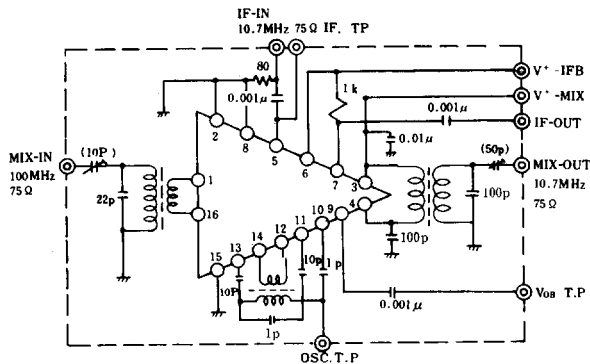 IF-IN
10.7MHz 75Ω IF. TP
80
0.001μ
V⁺-IFB
1k
V⁺-MIX
0.001μ
IF-OUT
0.01μ
2
8
5
6
7
3
(10P)
MIX-IN
100MHz
75Ω
22p
1
16
(50p)
MIX-OUT
10.7MHz
75Ω
100p
4
100p
15
13
14
12
11
10
9
10P
10p
1p
1p
0.001μ
VOB T.P
OSC.T.P